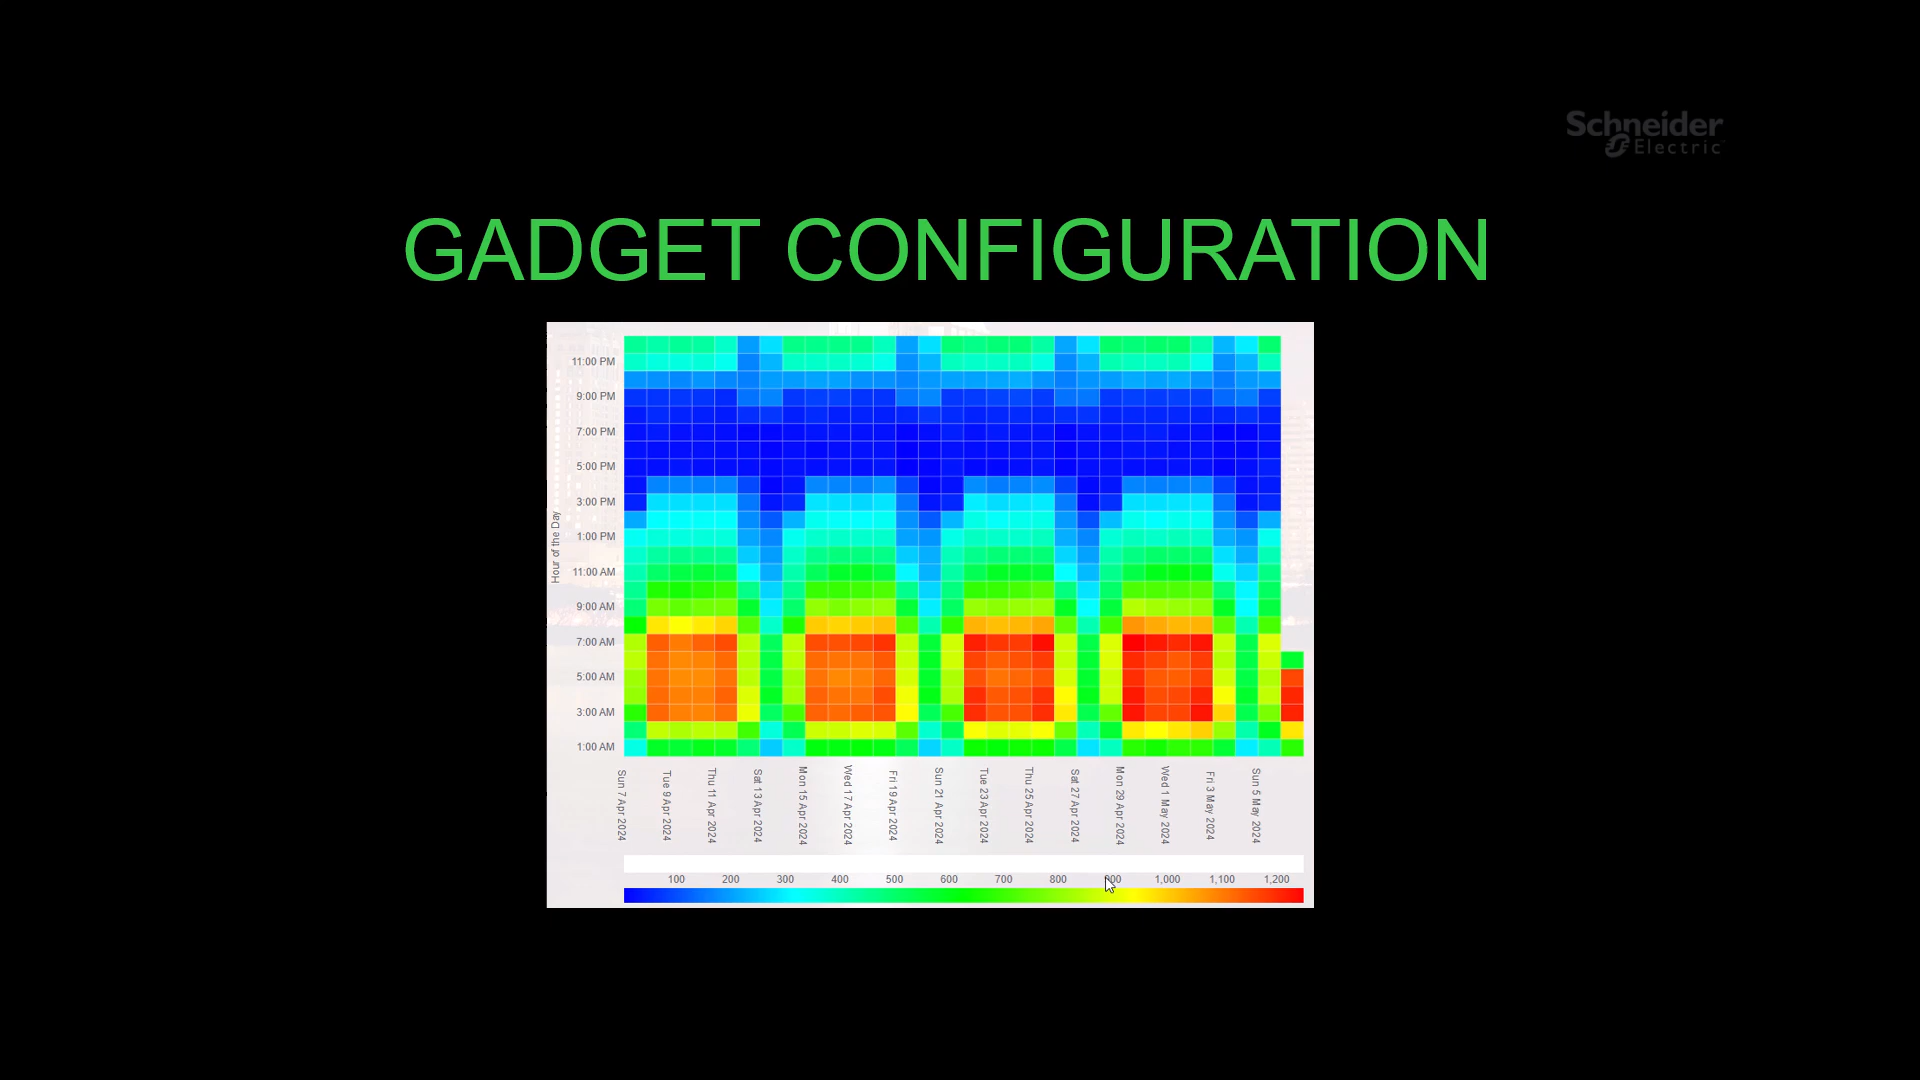 Schneider
Electric
GADGET CONFIGURATION
11:00 PM
9:00 PM
7:00 PM
5:00 PM
3:00 PM
1:00 PM
11:00 AM
9:00 AM
7:00 AM
5:00 AM
3:00 AM
1:00 AM
Hour of the Day
Sun 7 Apr 2024
Tue 9 Apr 2024
Thu 11 Apr 2024
Sat 13 Apr 2024
Mon 15 Apr 2024
Wed 17 Apr 2024
Fri 19 Apr 2024
Sun 21 Apr 2024
Tue 23 Apr 2024
Thu 25 Apr 2024
Sat 27 Apr 2024
Mon 29 Apr 2024
Wed 1 May 2024
Fri 3 May 2024
Sun 5 May 2024
100 200 300 400 500 600 700 800 900 1,000 1,100 1,200